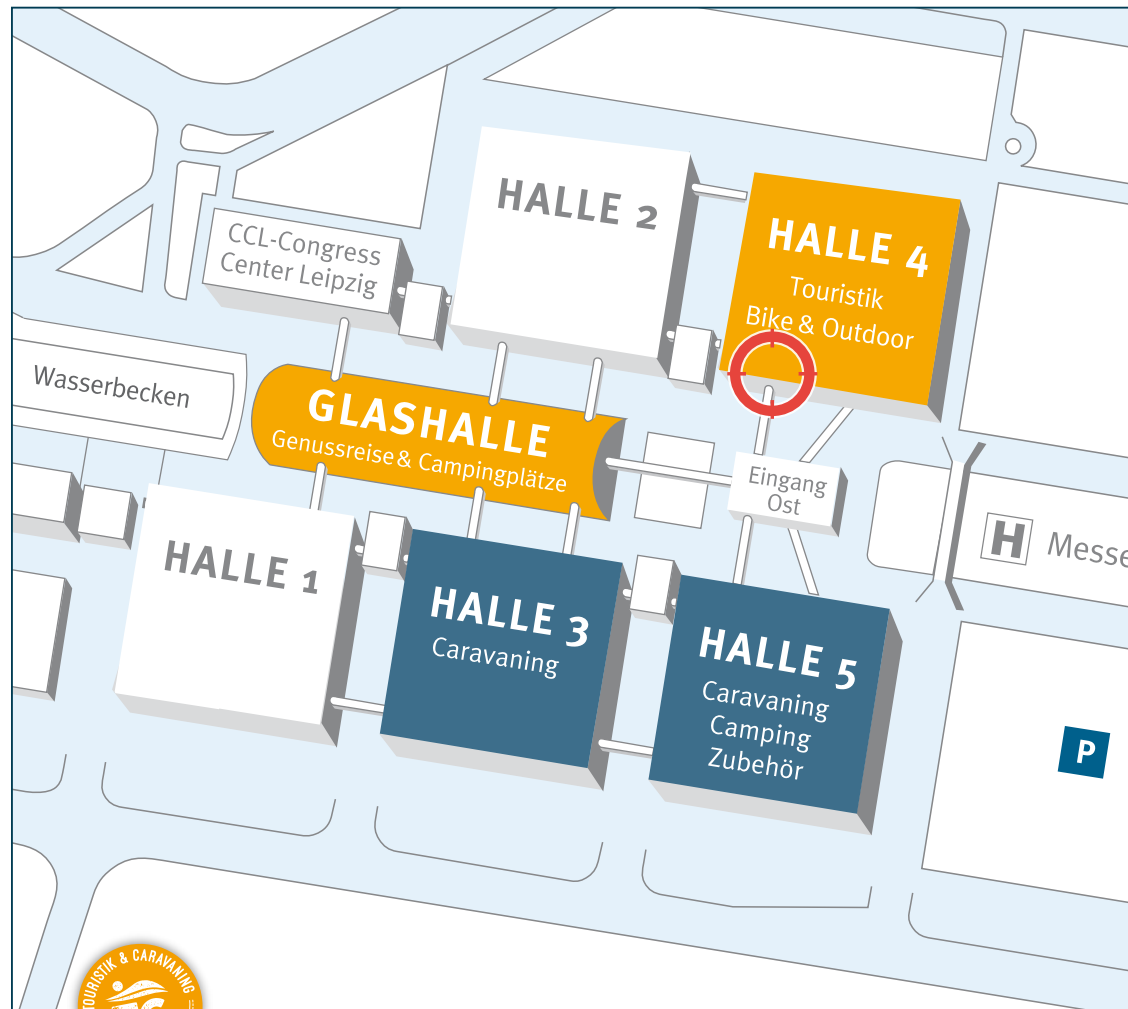 HALLE 2
HALLE 4
Touristik
Bike & Outdoor
CCL-Congress
Center Leipzig
Wasserbecken
GLASHALLE
Genussreise & Campingplätze
Eingang
Ost
H Messe
HALLE 1
HALLE 3
Caravaning
HALLE 5
Caravaning
Camping
Zubehör
P
TOURISTIK & CARAVANING